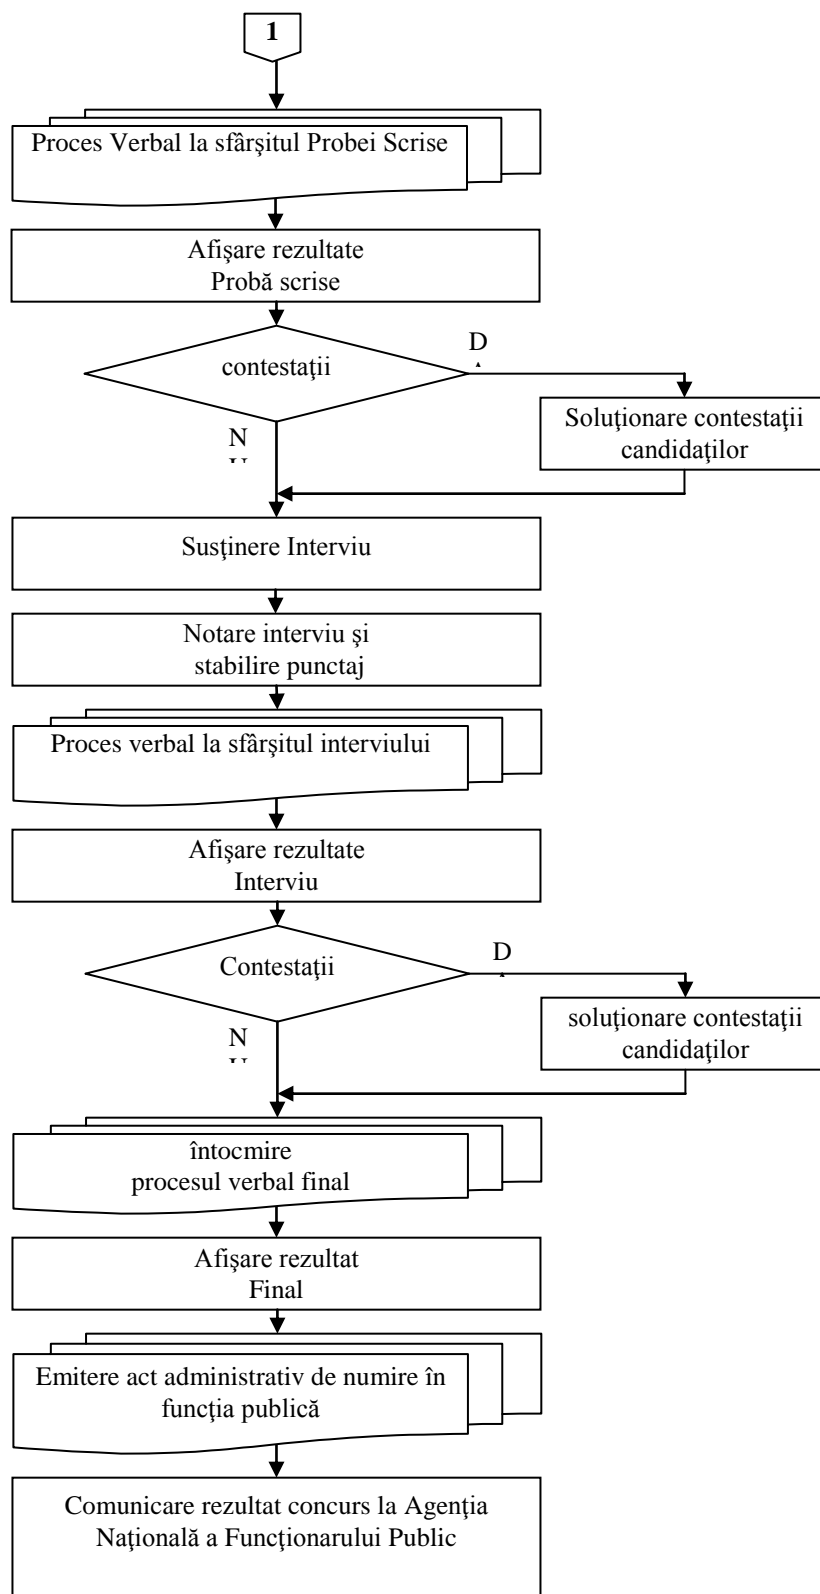 1
Proces Verbal la sfârşitul Probei Scrise
Afişare rezultate
Probă scrise
contestaţii
D
N
Soluţionare contestaţii
candidaţilor
Susţinere Interviu
Notare interviu şi
stabilire punctaj
Proces verbal la sfârşitul interviului
Afişare rezultate
Interviu
Contestaţii
D
N
soluţionare contestaţii
candidaţilor
întocmire
procesul verbal final
Afişare rezultat
Final
Emitere act administrativ de numire în
funcţia publică
Comunicare rezultat concurs la Agenţia
Naţională a Funcţionarului Public